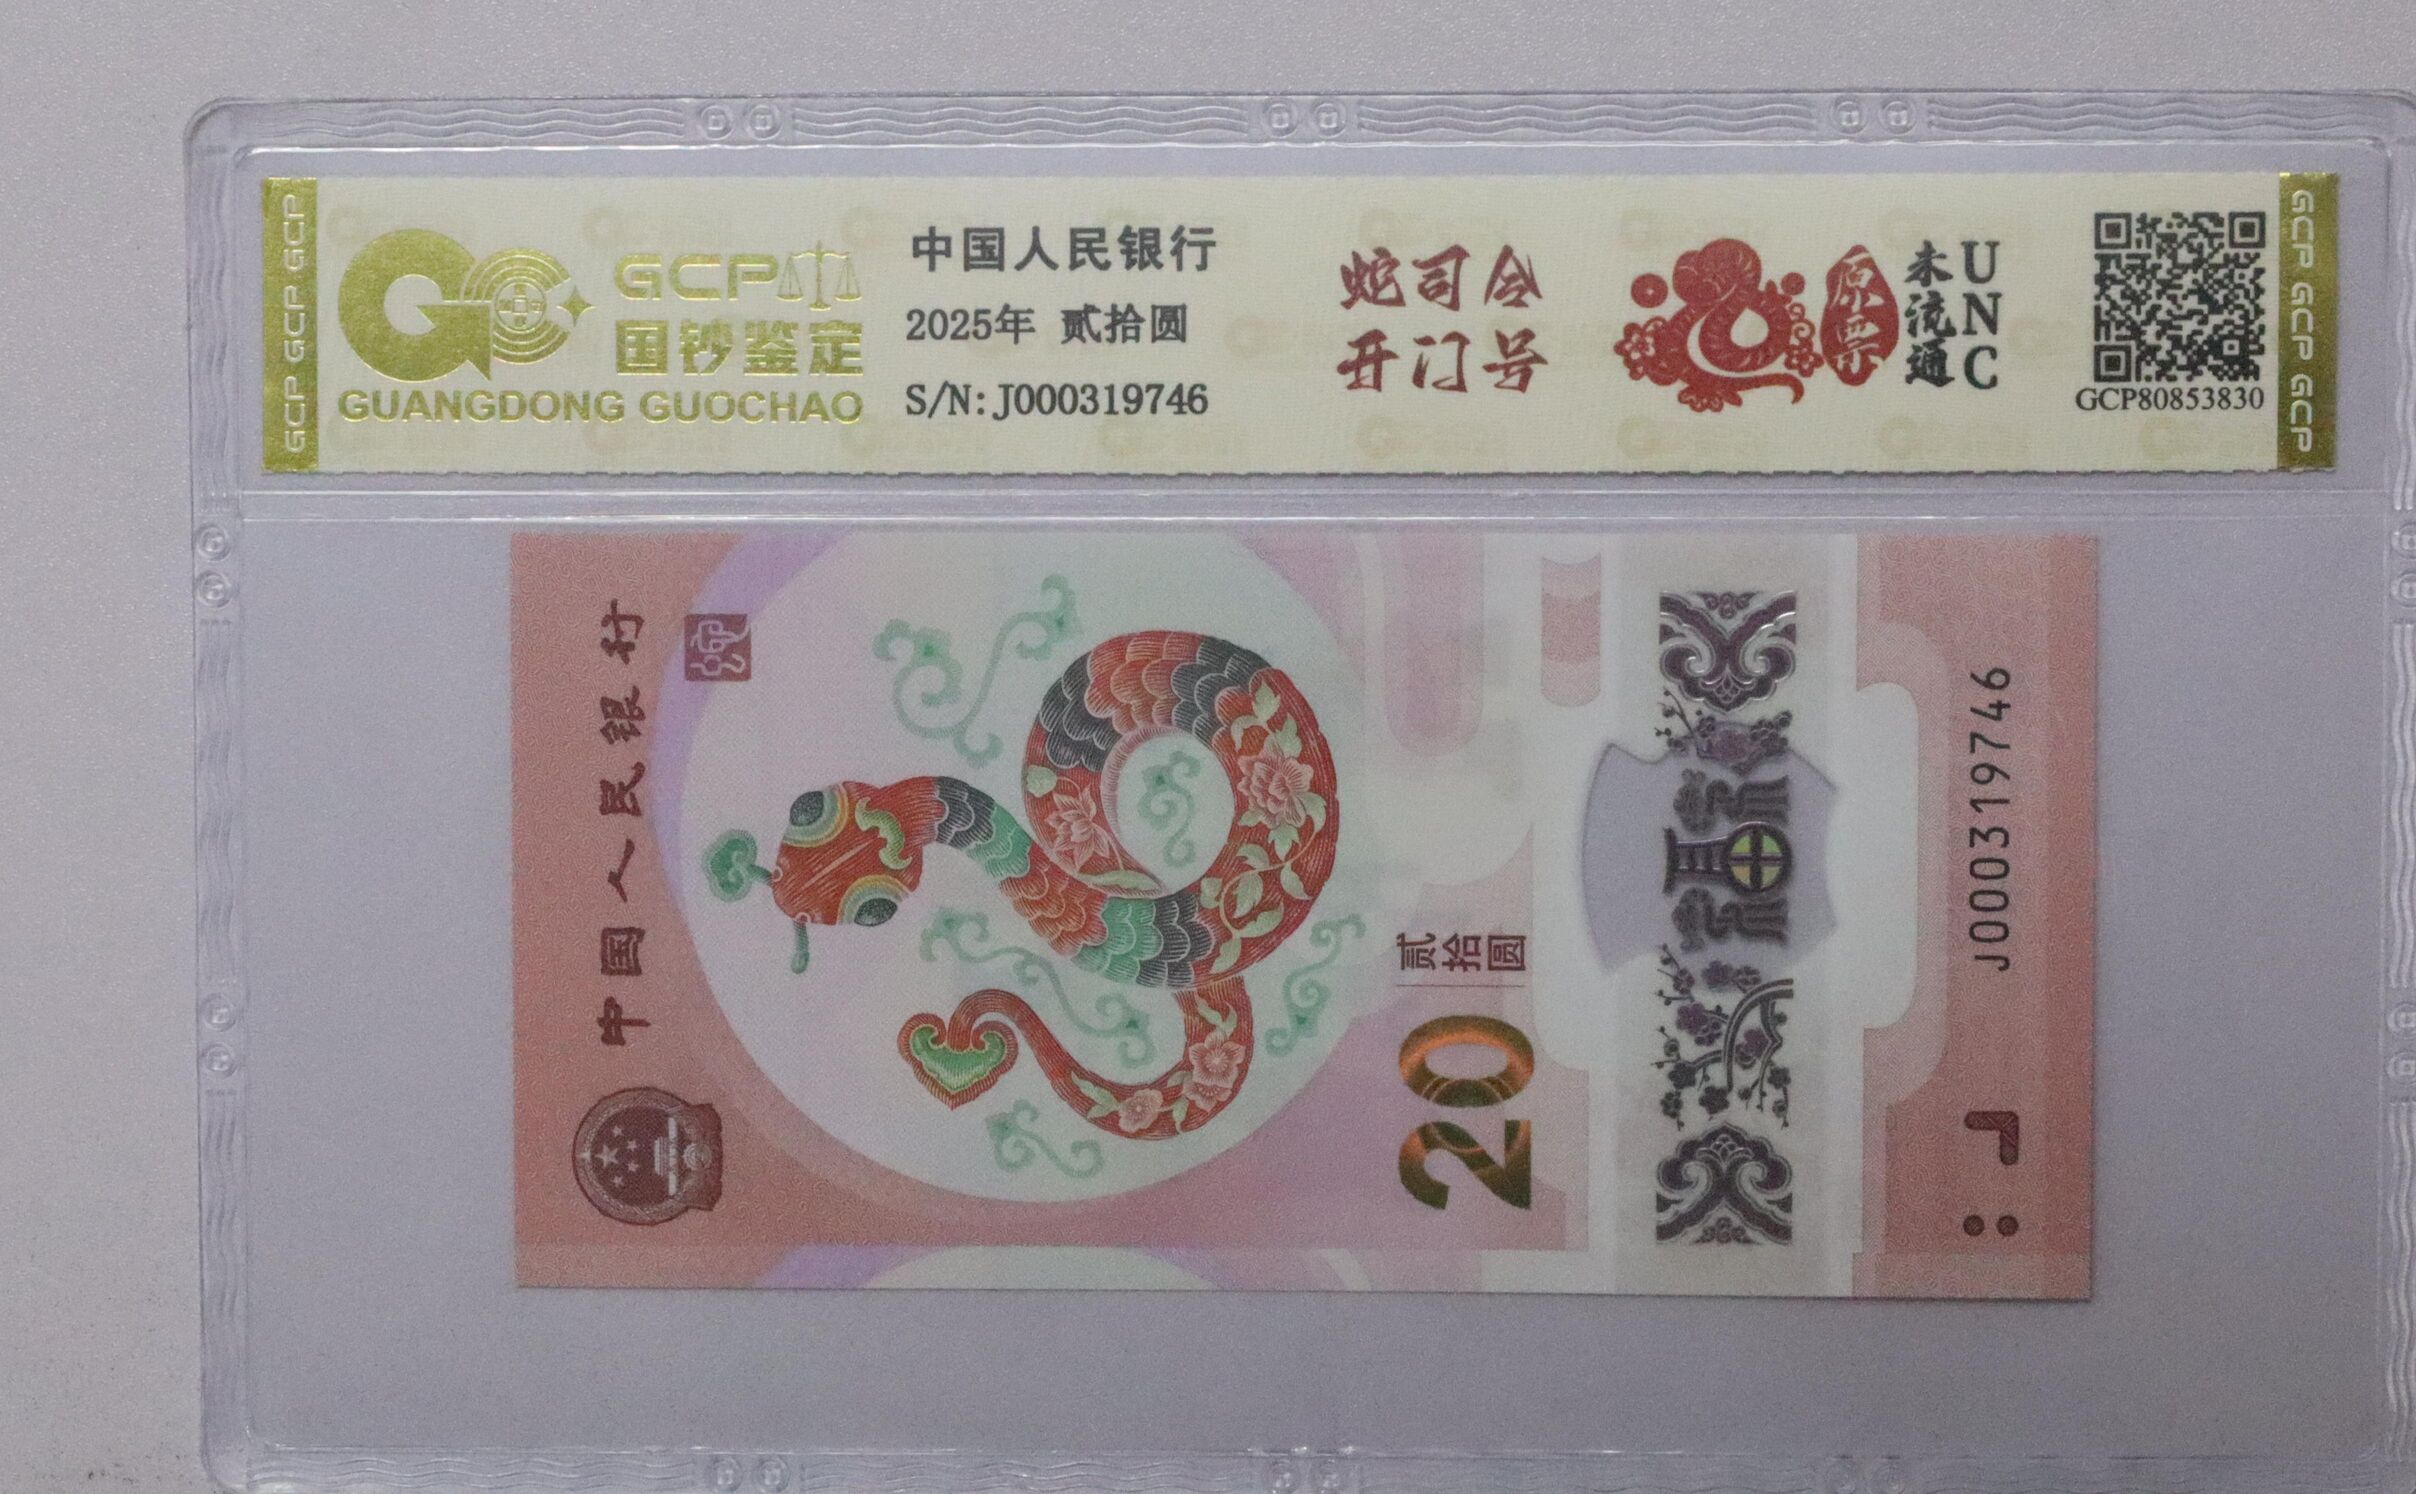 GCP GCP GCP
GCP
国钞鉴定
GUANGDONG GUOCHAO
中国人民银行
2025年 贰拾圆
S/N: J000319746
蛇司令
开门号
原票
未流通
UNC
GCP80853830
GCP GCP GCP GCP
中国人民银行
贰拾圆
20
福
J000319746